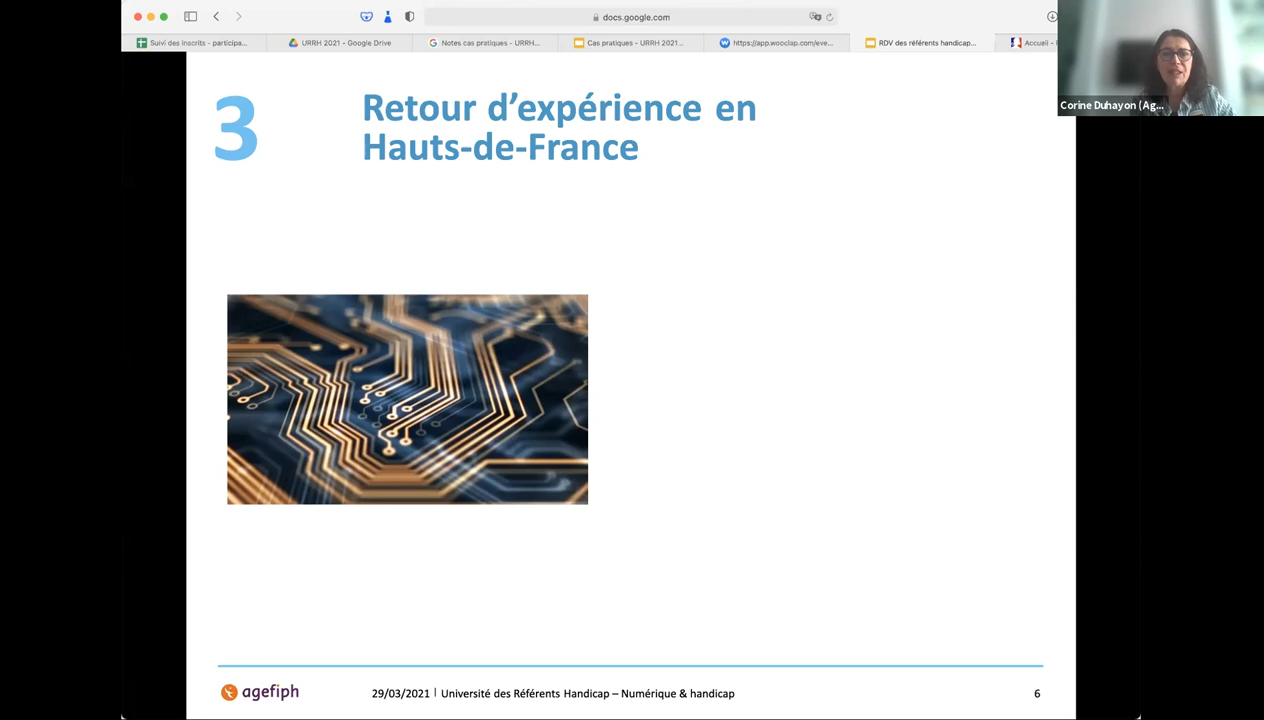 docs.google.com
Suivi des inscrits - participa...
URRH 2021 - Google Drive
Notes cas pratiques - URRH...
Cas pratiques - URRH 2021...
https://app.wooclap.com/eve...
RDV des référents handicap...
Accueil -
Corine Duhayon (Ag...
3
Retour d’expérience en
Hauts-de-France
agefiph
29/03/2021 | Université des Référents Handicap – Numérique & handicap
6